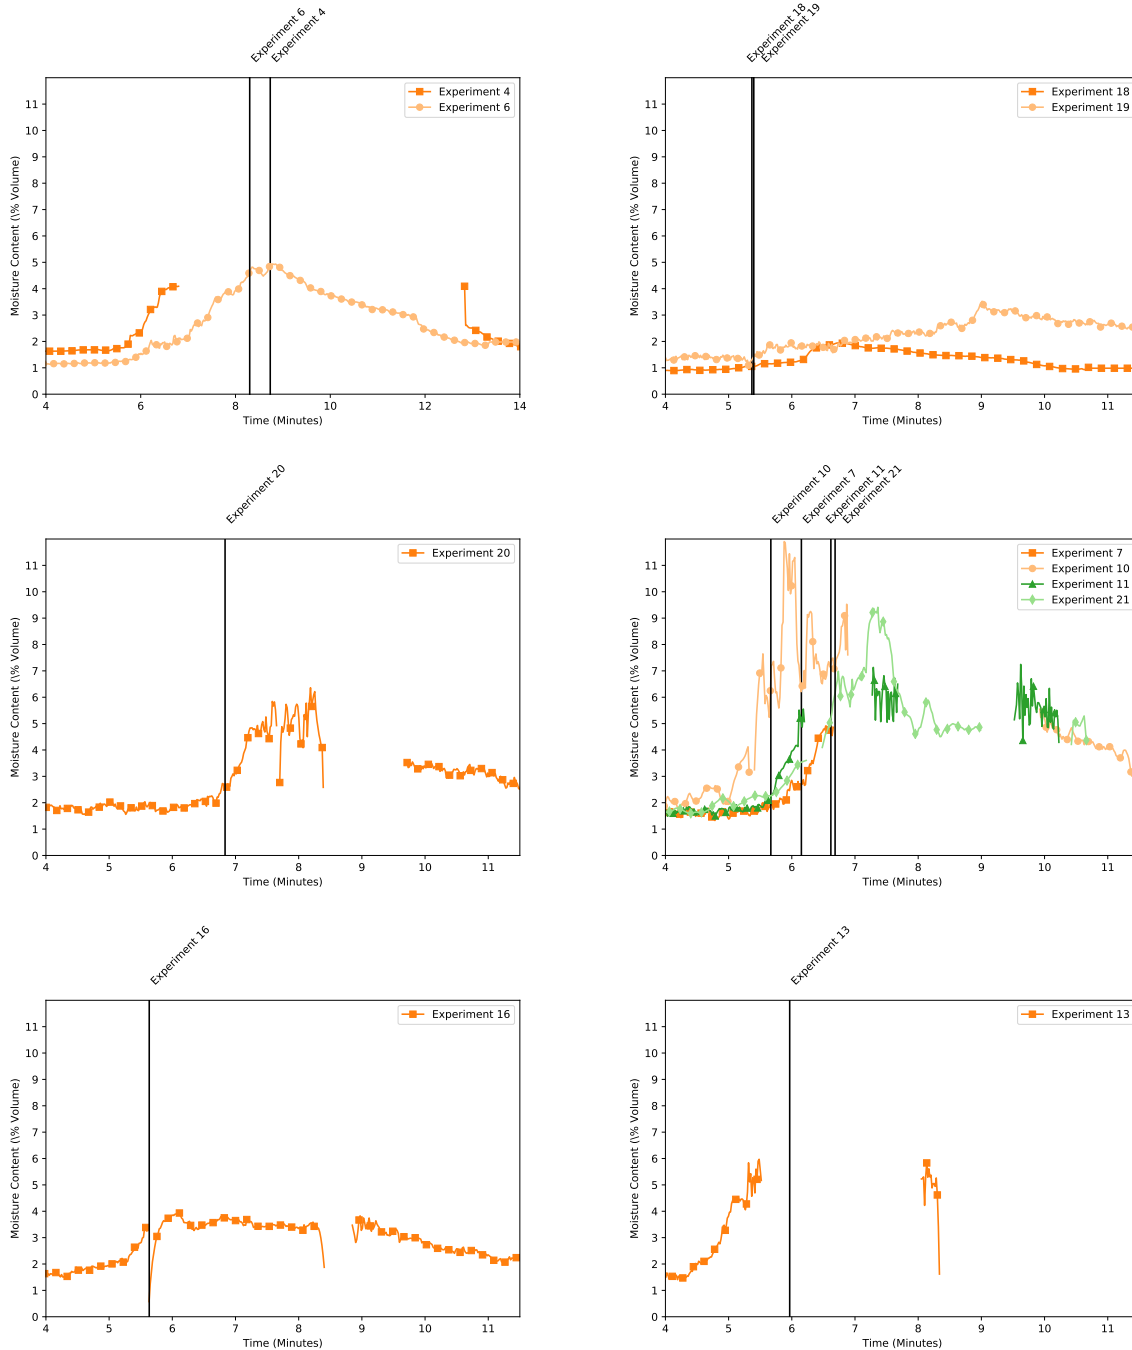 Experiment 6
Experiment 4
Experiment 4
Experiment 6
11
10
9
8
7
6
5
4
3
2
1
0
Moisture Content (\% Volume)
4 6 8 10 12 14
Time (Minutes)
Experiment 18
Experiment 19
Experiment 18
Experiment 19
11
10
9
8
7
6
5
4
3
2
1
0
Moisture Content (\% Volume)
4 5 6 7 8 9 10 11
Time (Minutes)
Experiment 20
Experiment 20
11
10
9
8
7
6
5
4
3
2
1
0
Moisture Content (\% Volume)
4 5 6 7 8 9 10 11
Time (Minutes)
Experiment 10
Experiment 7
Experiment 11
Experiment 21
Experiment 7
Experiment 10
Experiment 11
Experiment 21
11
10
9
8
7
6
5
4
3
2
1
0
Moisture Content (\% Volume)
4 5 6 7 8 9 10 11
Time (Minutes)
Experiment 16
Experiment 16
11
10
9
8
7
6
5
4
3
2
1
0
Moisture Content (\% Volume)
4 5 6 7 8 9 10 11
Time (Minutes)
Experiment 13
Experiment 13
11
10
9
8
7
6
5
4
3
2
1
0
Moisture Content (\% Volume)
4 5 6 7 8 9 10 11
Time (Minutes)